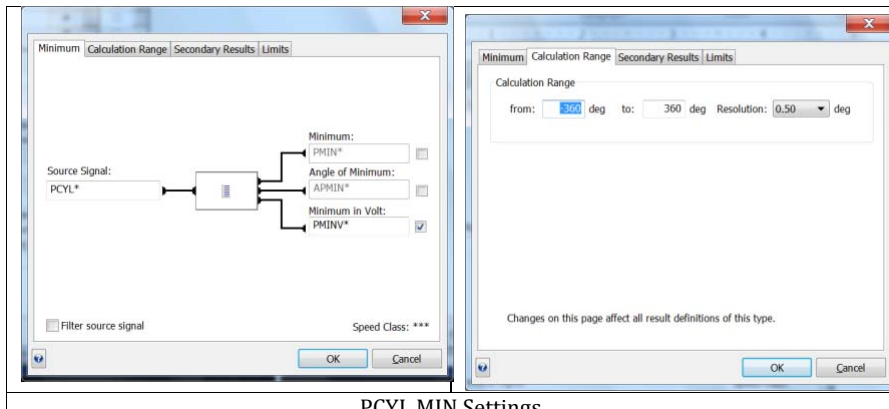 Minimum Calculation Range Secondary Results Limits
Minimum:
PMIN*
Source Signal:
Angle of Minimum:
PCYL*
APMIN*
Minimum in Volt:
PMINV*
Filter source signal
Speed Class: ***
OK Cancel
Minimum Calculation Range Secondary Results Limits
Calculation Range
from: -360 deg to: 360 deg Resolution: 0.50 deg
Changes on this page affect all result definitions of this type.
OK Cancel
PCYL MIN Settings